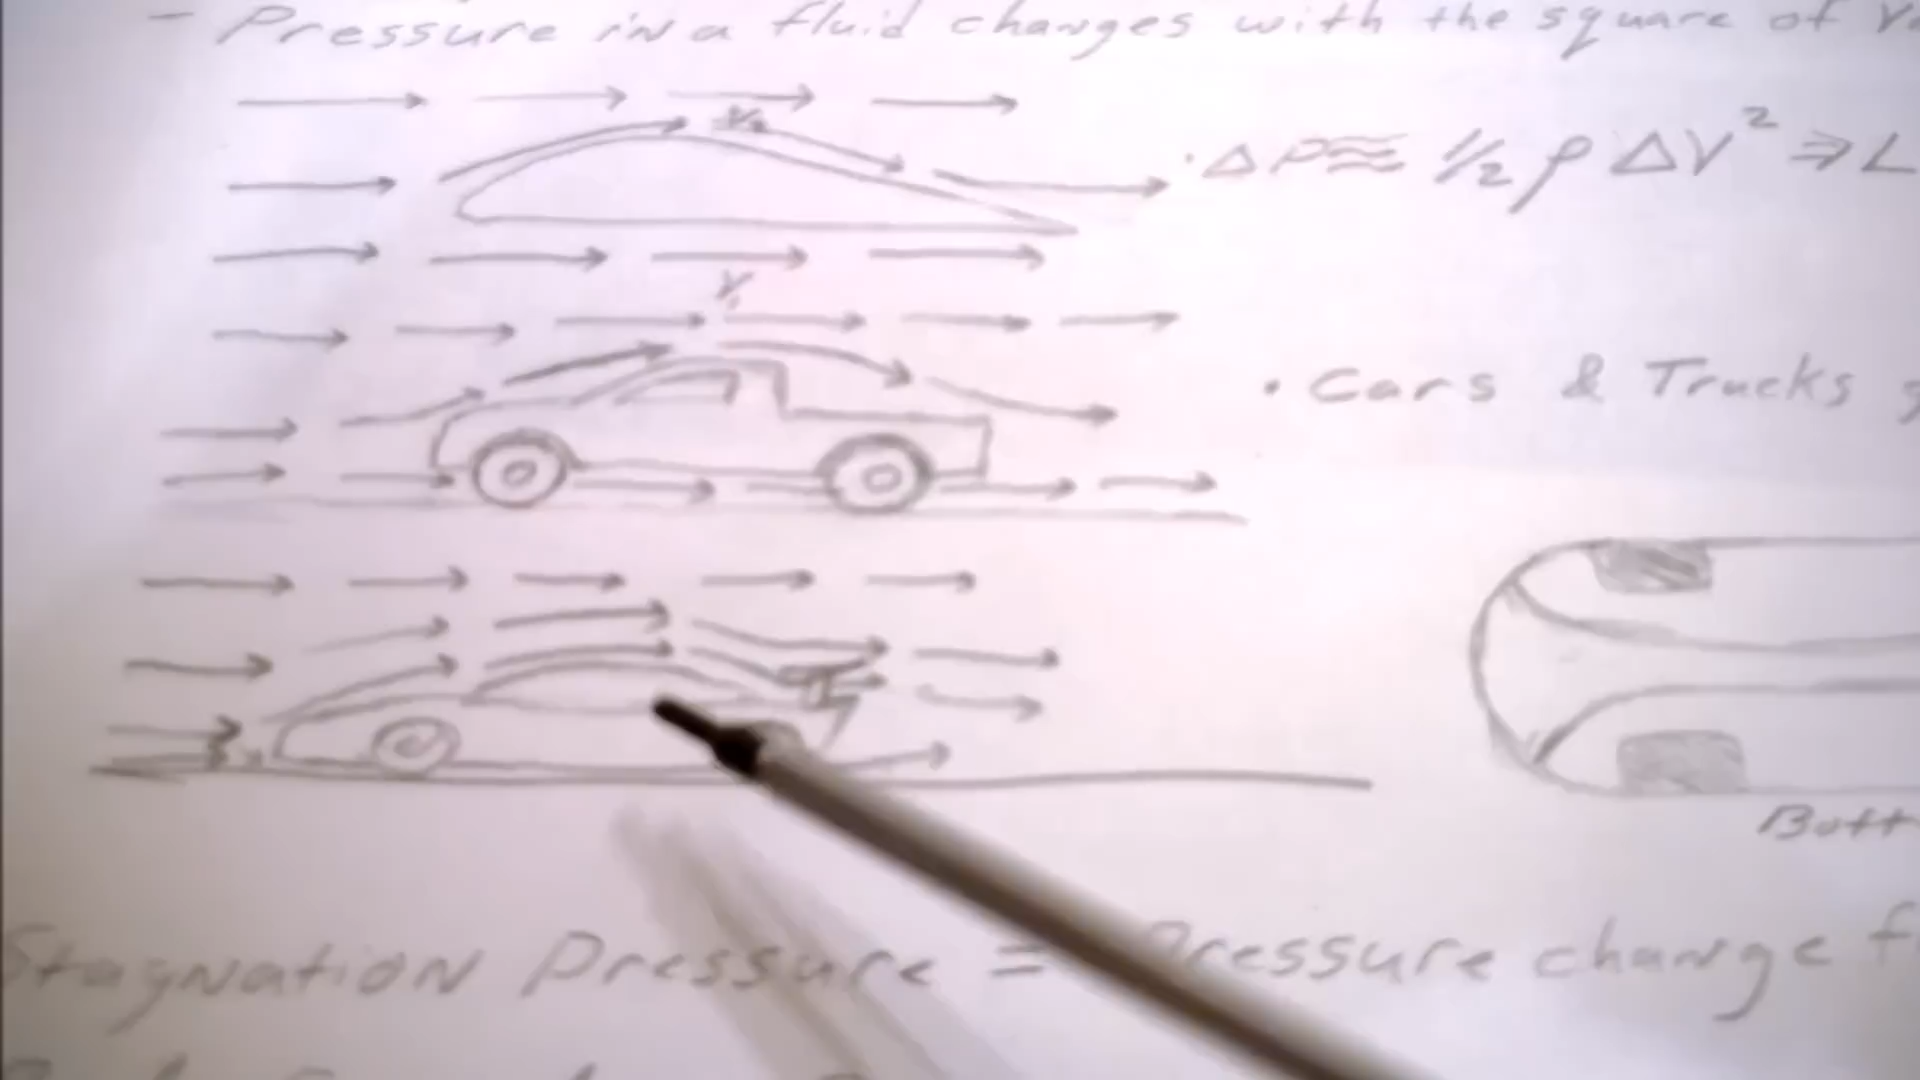 - Pressure in a fluid changes with the square of
V₂
· ΔP ≈ 1/2 ρ ΔV² ⇒ L
V₁
· Cars & Trucks
Bott
Stagnation Pressure = Pressure change f